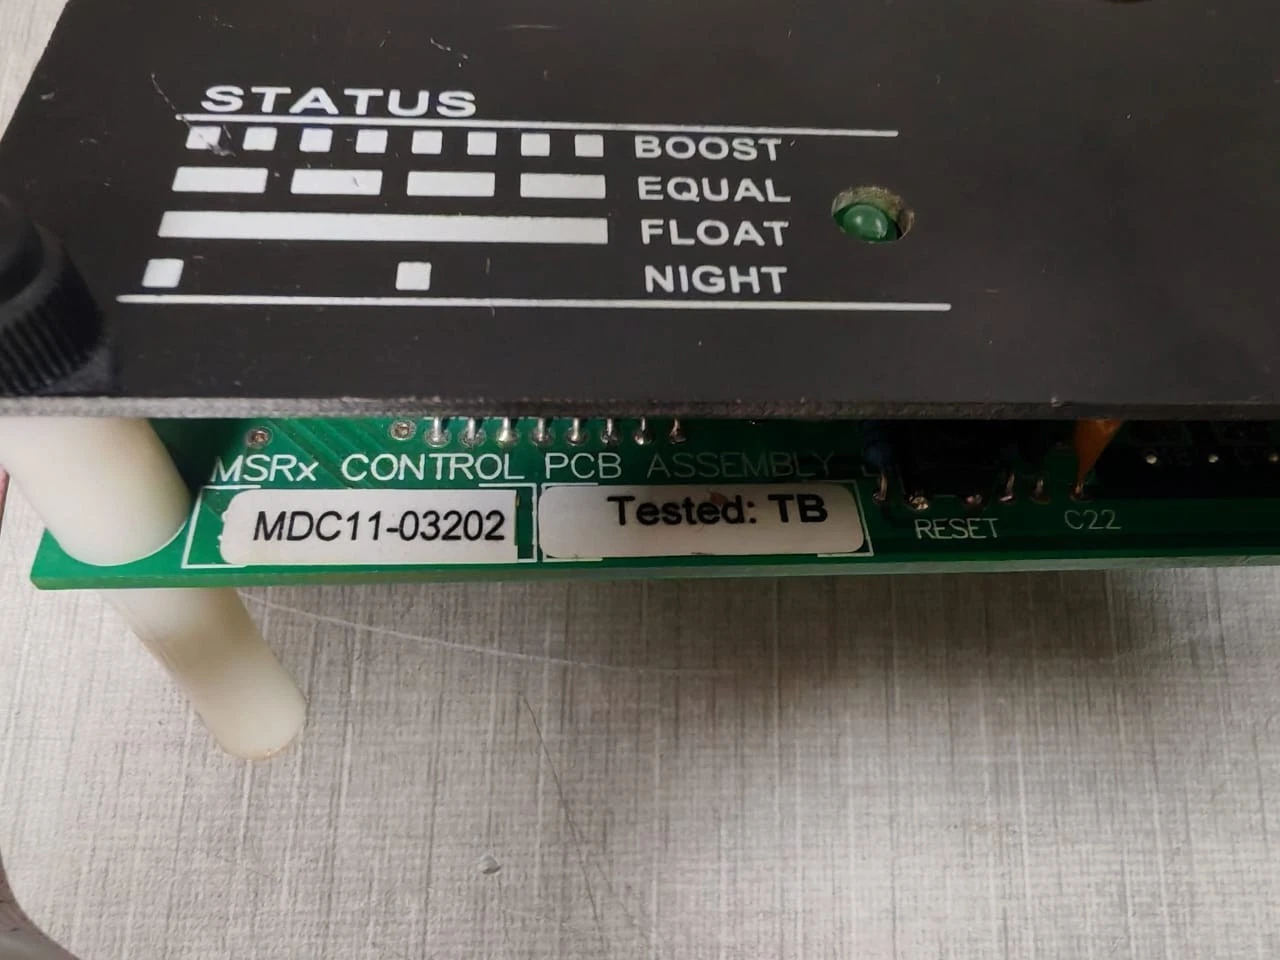 STATUS
BOOST
EQUAL
FLOAT
NIGHT
MSRx CONTROL PCB ASSEMBLY
MDC11-03202
Tested: TB
RESET
C22